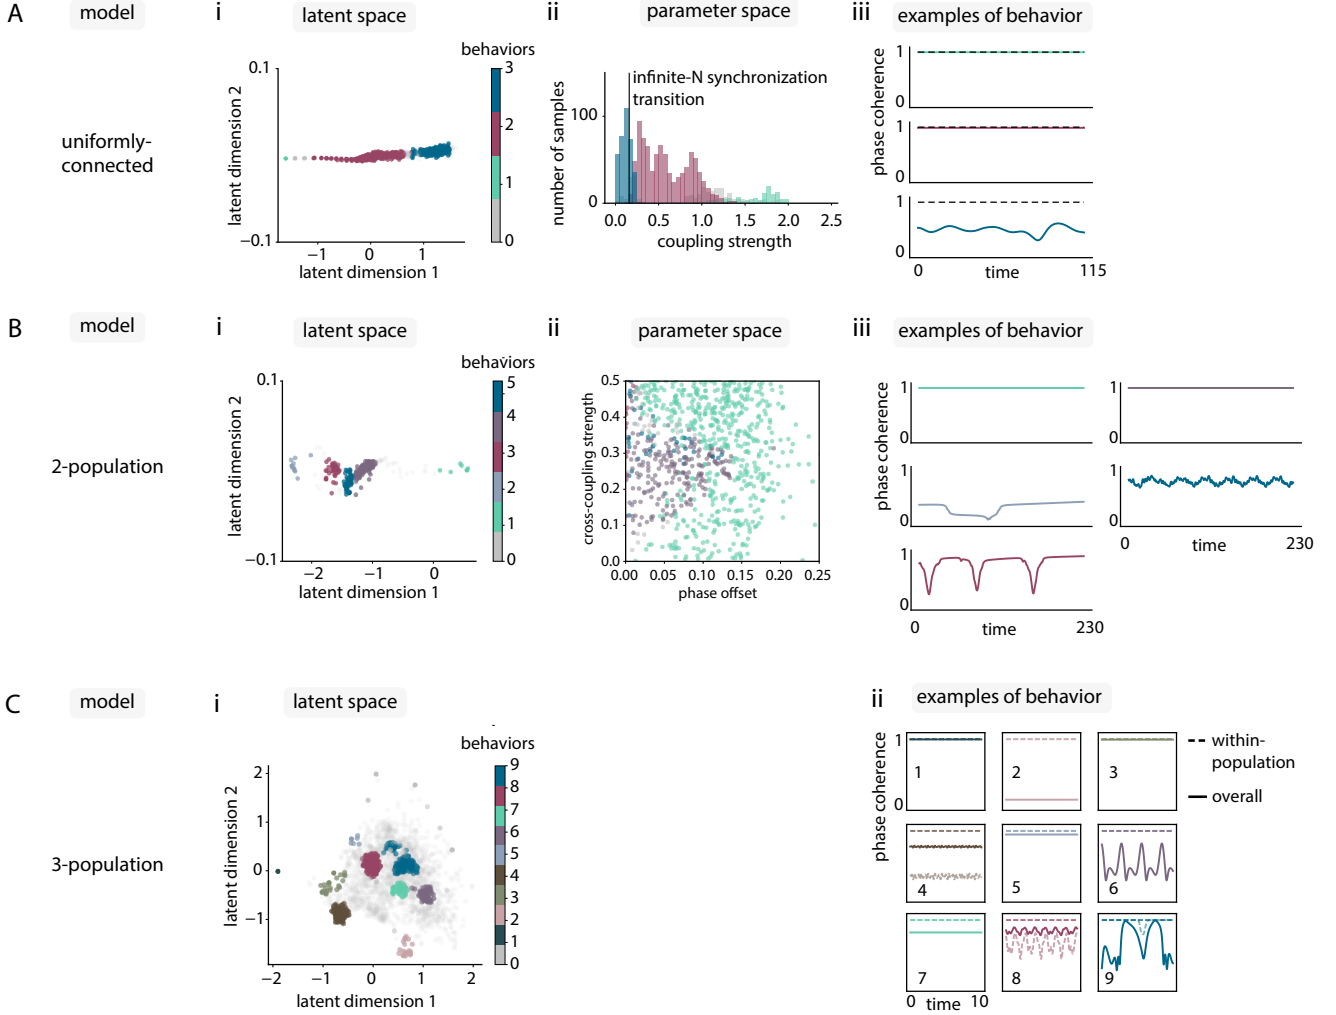 A
model
i
latent space
ii
parameter space
iii
examples of behavior
uniformly-
connected
behaviors
0.1
−0.1
latent dimension 2
−1
0
1
latent dimension 1
3
2
1
0
infinite-N synchronization
transition
number of samples
100
0
0.0
0.5
1.0
1.5
2.0
2.5
coupling strength
phase coherence
1
0
1
0
1
0
0
time
115
B
model
i
latent space
ii
parameter space
iii
examples of behavior
2-population
behaviors
0.1
−0.1
latent dimension 2
−2
−1
0
latent dimension 1
5
4
3
2
1
0
cross-coupling strength
0.5
0.4
0.3
0.2
0.1
0.0
0.00
0.05
0.10
0.15
0.20
0.25
phase offset
phase coherence
1
0
1
0
1
0
0
time
230
1
0
1
0
0
time
230
C
model
i
latent space
ii
examples of behavior
3-population
behaviors
latent dimension 2
2
1
0
−1
−2
−1
0
1
2
latent dimension 1
9
8
7
6
5
4
3
2
1
0
phase coherence
1
0
1
2
3
4
5
6
7
8
9
0
time
10
within-
population
overall